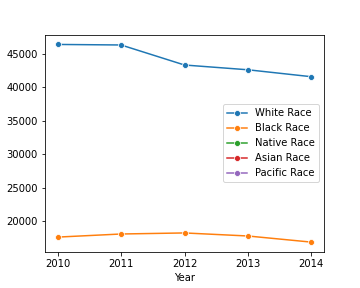 45000
40000
35000
30000
25000
20000
White Race
Black Race
Native Race
Asian Race
Pacific Race
2010 2011 2012 2013 2014
Year